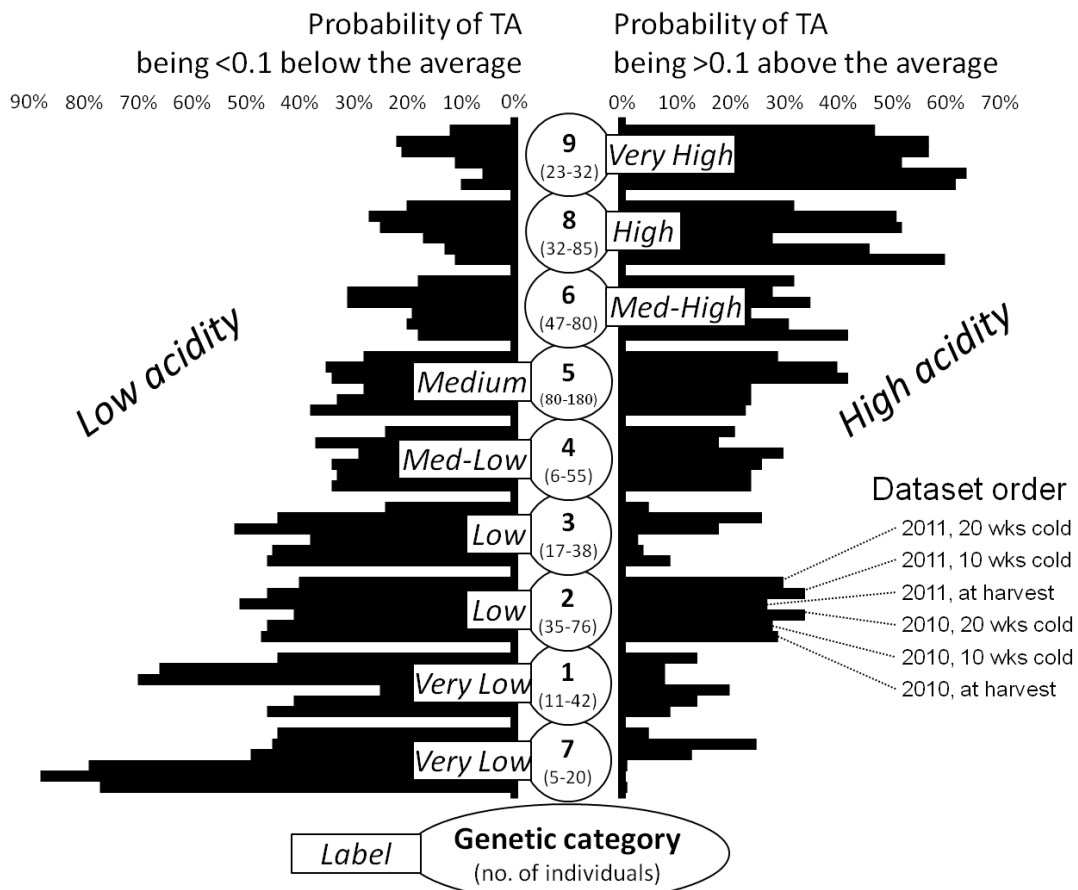 Probability of TA
being <0.1 below the average
Probability of TA
being >0.1 above the average
90% 80% 70% 60% 50% 40% 30% 20% 10% 0%
0% 10% 20% 30% 40% 50% 60% 70%
9
(23-32)
Very High
8
(32-85)
High
6
(47-80)
Med-High
Low acidity
High acidity
Medium
5
(80-180)
Med-Low
4
(6-55)
Low
3
(17-38)
Low
2
(35-76)
Very Low
1
(11-42)
Very Low
7
(5-20)
Dataset order
2011, 20 wks cold
2011, 10 wks cold
2011, at harvest
2010, 20 wks cold
2010, 10 wks cold
2010, at harvest
Label
Genetic category
(no. of individuals)